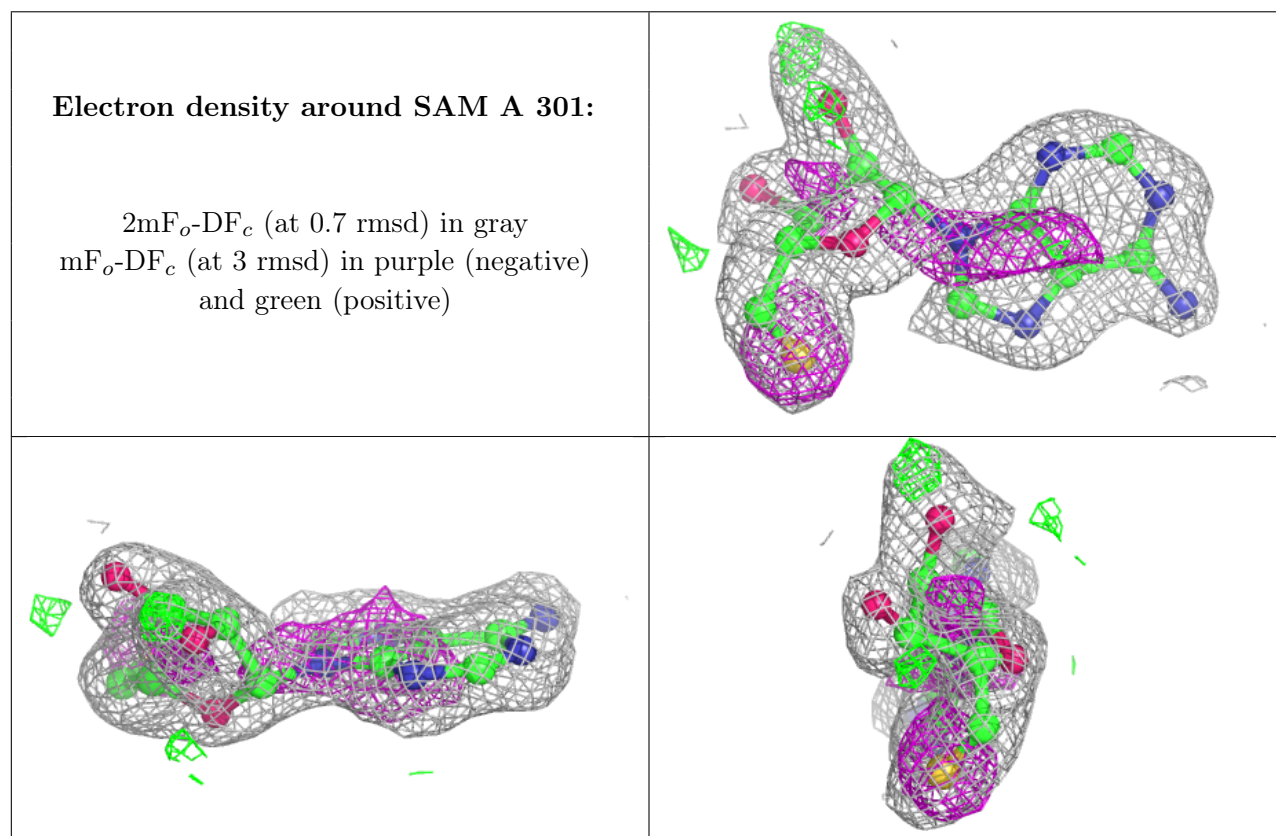 Electron density around SAM A 301:
2mFₒ-DF𝒸 (at 0.7 rmsd) in gray
mFₒ-DF𝒸 (at 3 rmsd) in purple (negative)
and green (positive)